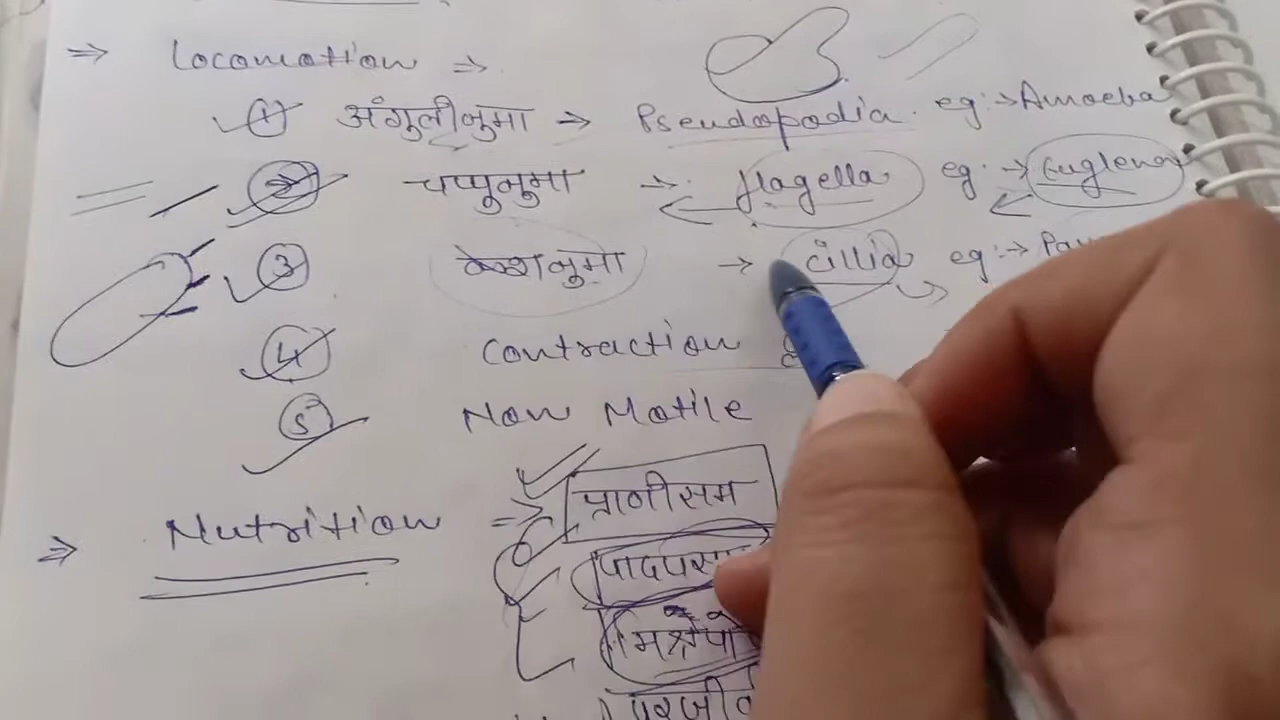 ⇒ Locomotion ⇒
① अंगुलीनुमा ⇒ Pseudopodia. eg:→Amoeba
② चप्पुनुमा → flagella eg:→Euglena
③ केशनुमा → cillia eg:→
④ Contraction
⑤ Non Motile
⇒ Nutrition ⇒ प्राणीसम